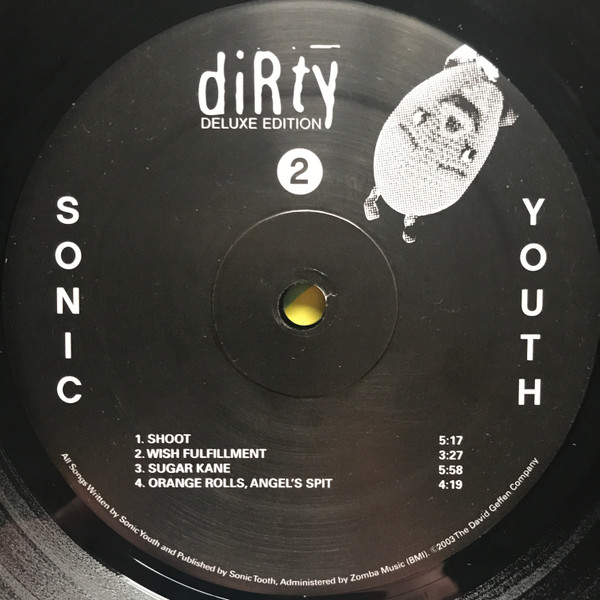 diRty
DELUXE EDITION
2
SONIC
YOUTH
1. SHOOT 5:17
2. WISH FULFILLMENT 3:27
3. SUGAR KANE 5:58
4. ORANGE ROLLS, ANGEL'S SPIT 4:19
All Songs Written by Sonic Youth and Published by Sonic Tooth, Administered by Zomba Music (BMI). ©2003 The David Geffen Company